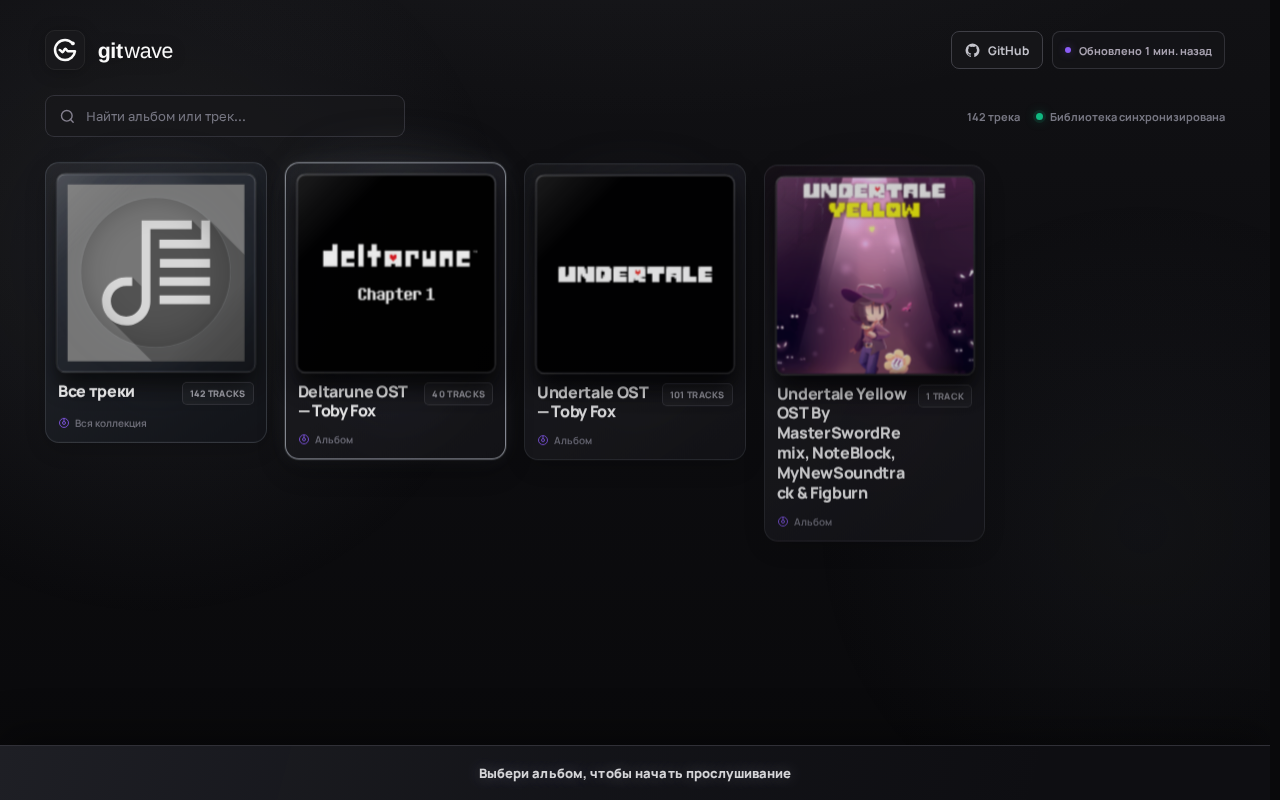 gitwave
GitHub
Обновлено 1 мин. назад
Найти альбом или трек...
142 трека
Библиотека синхронизирована
deltarune
Chapter 1
UNDERTALE
UNDERTALE
YELLOW
Все треки
142 TRACKS
Вся коллекция
Deltarune OST
— Toby Fox
40 TRACKS
Альбом
Undertale OST
— Toby Fox
101 TRACKS
Альбом
Undertale Yellow
OST By
MasterSwordRe
mix, NoteBlock,
MyNewSoundtra
ck & Figburn
1 TRACK
Альбом
Выбери альбом, чтобы начать прослушивание